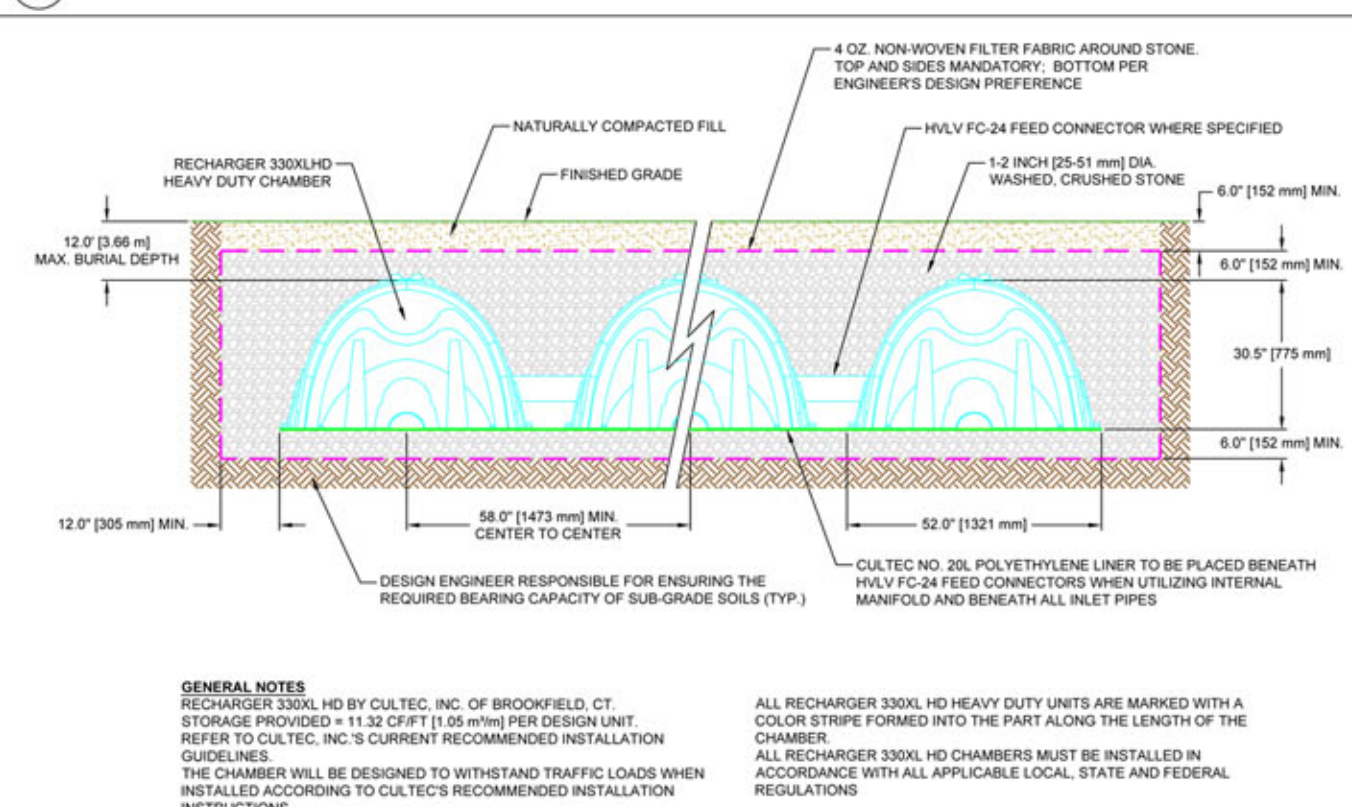 4 OZ. NON-WOVEN FILTER FABRIC AROUND STONE.
TOP AND SIDES MANDATORY; BOTTOM PER
ENGINEER'S DESIGN PREFERENCE
NATURALLY COMPACTED FILL
HVLV FC-24 FEED CONNECTOR WHERE SPECIFIED
RECHARGER 330XLHD
HEAVY DUTY CHAMBER
FINISHED GRADE
1-2 INCH [25-51 mm] DIA.
WASHED, CRUSHED STONE
6.0" [152 mm] MIN.
12.0' [3.66 m]
MAX. BURIAL DEPTH
6.0" [152 mm] MIN.
30.5" [775 mm]
6.0" [152 mm] MIN.
12.0" [305 mm] MIN.
58.0" [1473 mm] MIN.
CENTER TO CENTER
52.0" [1321 mm]
DESIGN ENGINEER RESPONSIBLE FOR ENSURING THE
REQUIRED BEARING CAPACITY OF SUB-GRADE SOILS (TYP.)
CULTEC NO. 20L POLYETHYLENE LINER TO BE PLACED BENEATH
HVLV FC-24 FEED CONNECTORS WHEN UTILIZING INTERNAL
MANIFOLD AND BENEATH ALL INLET PIPES
GENERAL NOTES
RECHARGER 330XL HD BY CULTEC, INC. OF BROOKFIELD, CT.
STORAGE PROVIDED = 11.32 CF/FT [1.05 m³/m] PER DESIGN UNIT.
REFER TO CULTEC, INC.'S CURRENT RECOMMENDED INSTALLATION
GUIDELINES.
THE CHAMBER WILL BE DESIGNED TO WITHSTAND TRAFFIC LOADS WHEN
INSTALLED ACCORDING TO CULTEC'S RECOMMENDED INSTALLATION
INSTRUCTIONS
ALL RECHARGER 330XL HD HEAVY DUTY UNITS ARE MARKED WITH A
COLOR STRIPE FORMED INTO THE PART ALONG THE LENGTH OF THE
CHAMBER.
ALL RECHARGER 330XL HD CHAMBERS MUST BE INSTALLED IN
ACCORDANCE WITH ALL APPLICABLE LOCAL, STATE AND FEDERAL
REGULATIONS